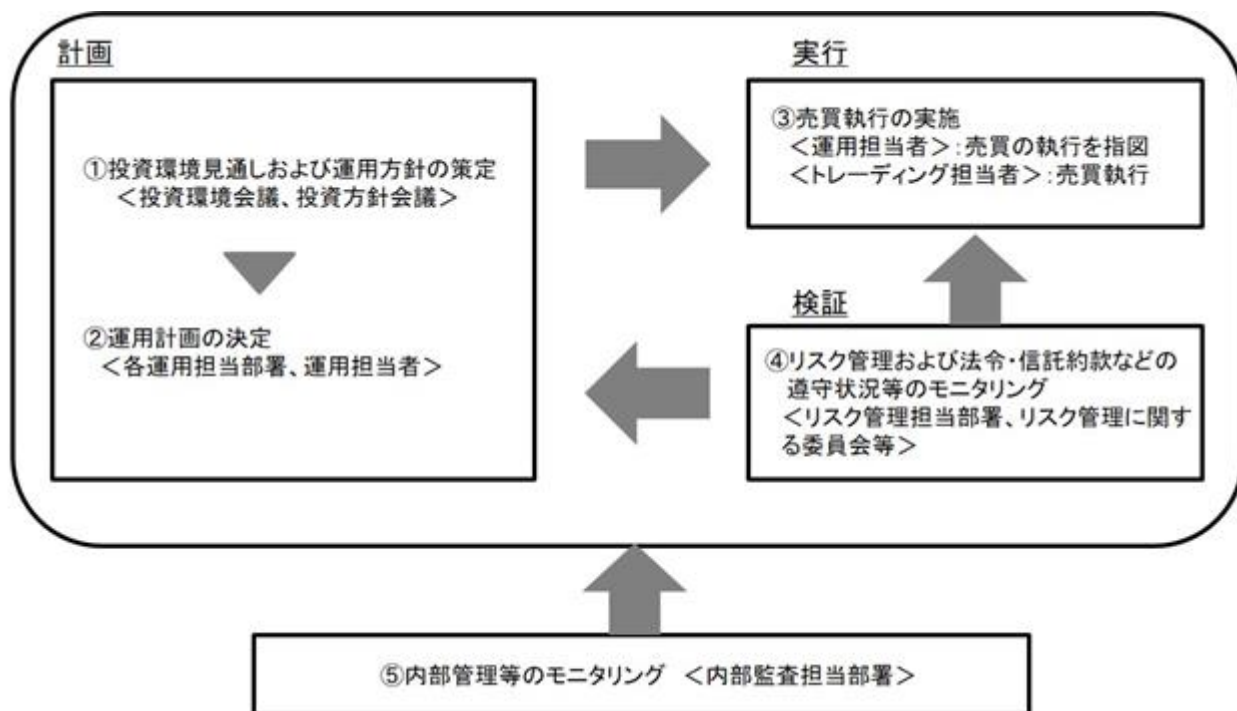 計画
①投資環境見通しおよび運用方針の策定
＜投資環境会議、投資方針会議＞
②運用計画の決定
＜各運用担当部署、運用担当者＞
実行
③売買執行の実施
＜運用担当者＞：売買の執行を指図
＜トレーディング担当者＞：売買執行
検証
④リスク管理および法令・信託約款などの
遵守状況等のモニタリング
＜リスク管理担当部署、リスク管理に関す
る委員会等＞
⑤内部管理等のモニタリング　＜内部監査担当部署＞